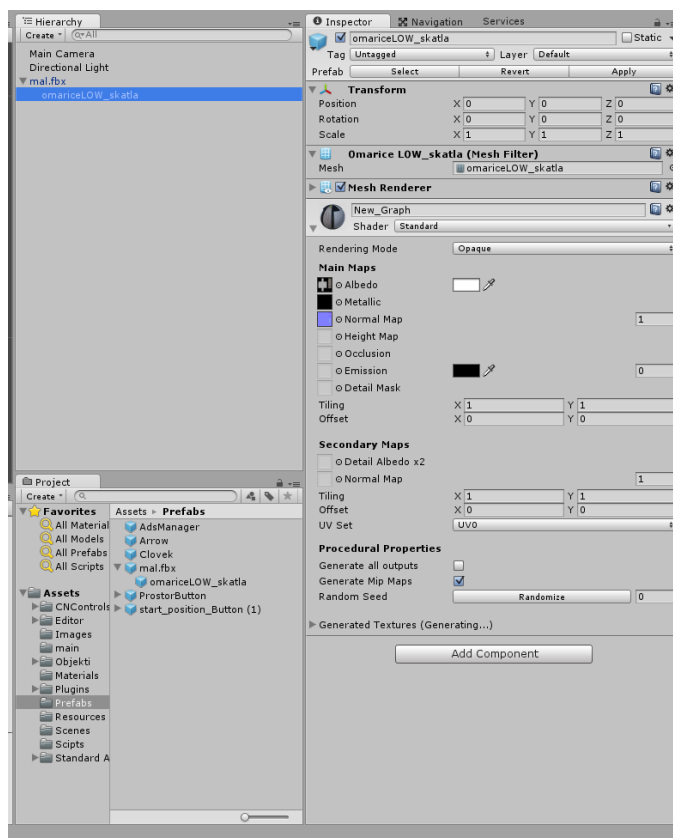 Hierarchy
Create
All
Main Camera
Directional Light
mal.fbx
omariceLOW_skatla
Project
Create
Favorites
All Material
All Models
All Prefabs
All Scripts
Assets
CNControls
Editor
Images
main
Objekti
Materials
Plugins
Prefabs
Resources
Scenes
Scipts
Standard A
Assets Prefabs
AdsManager
Arrow
Clovek
mal.fbx
omariceLOW_skatla
ProstorButton
start_position_Button (1)
Inspector Navigation Services
omariceLOW_skatla Static
Tag Untagged Layer Default
Prefab Select Revert Apply
Transform
Position X 0 Y 0 Z 0
Rotation X 0 Y 0 Z 0
Scale X 1 Y 1 Z 1
Omarice LOW_skatla (Mesh Filter)
Mesh omariceLOW_skatla
Mesh Renderer
New_Graph
Shader Standard
Rendering Mode Opaque
Main Maps
Albedo
Metallic
Normal Map 1
Height Map
Occlusion
Emission 0
Detail Mask
Tiling X 1 Y 1
Offset X 0 Y 0
Secondary Maps
Detail Albedo x2
Normal Map 1
Tiling X 1 Y 1
Offset X 0 Y 0
UV Set UV0
Procedural Properties
Generate all outputs
Generate Mip Maps
Random Seed Randomize 0
Generated Textures (Generating...)
Add Component